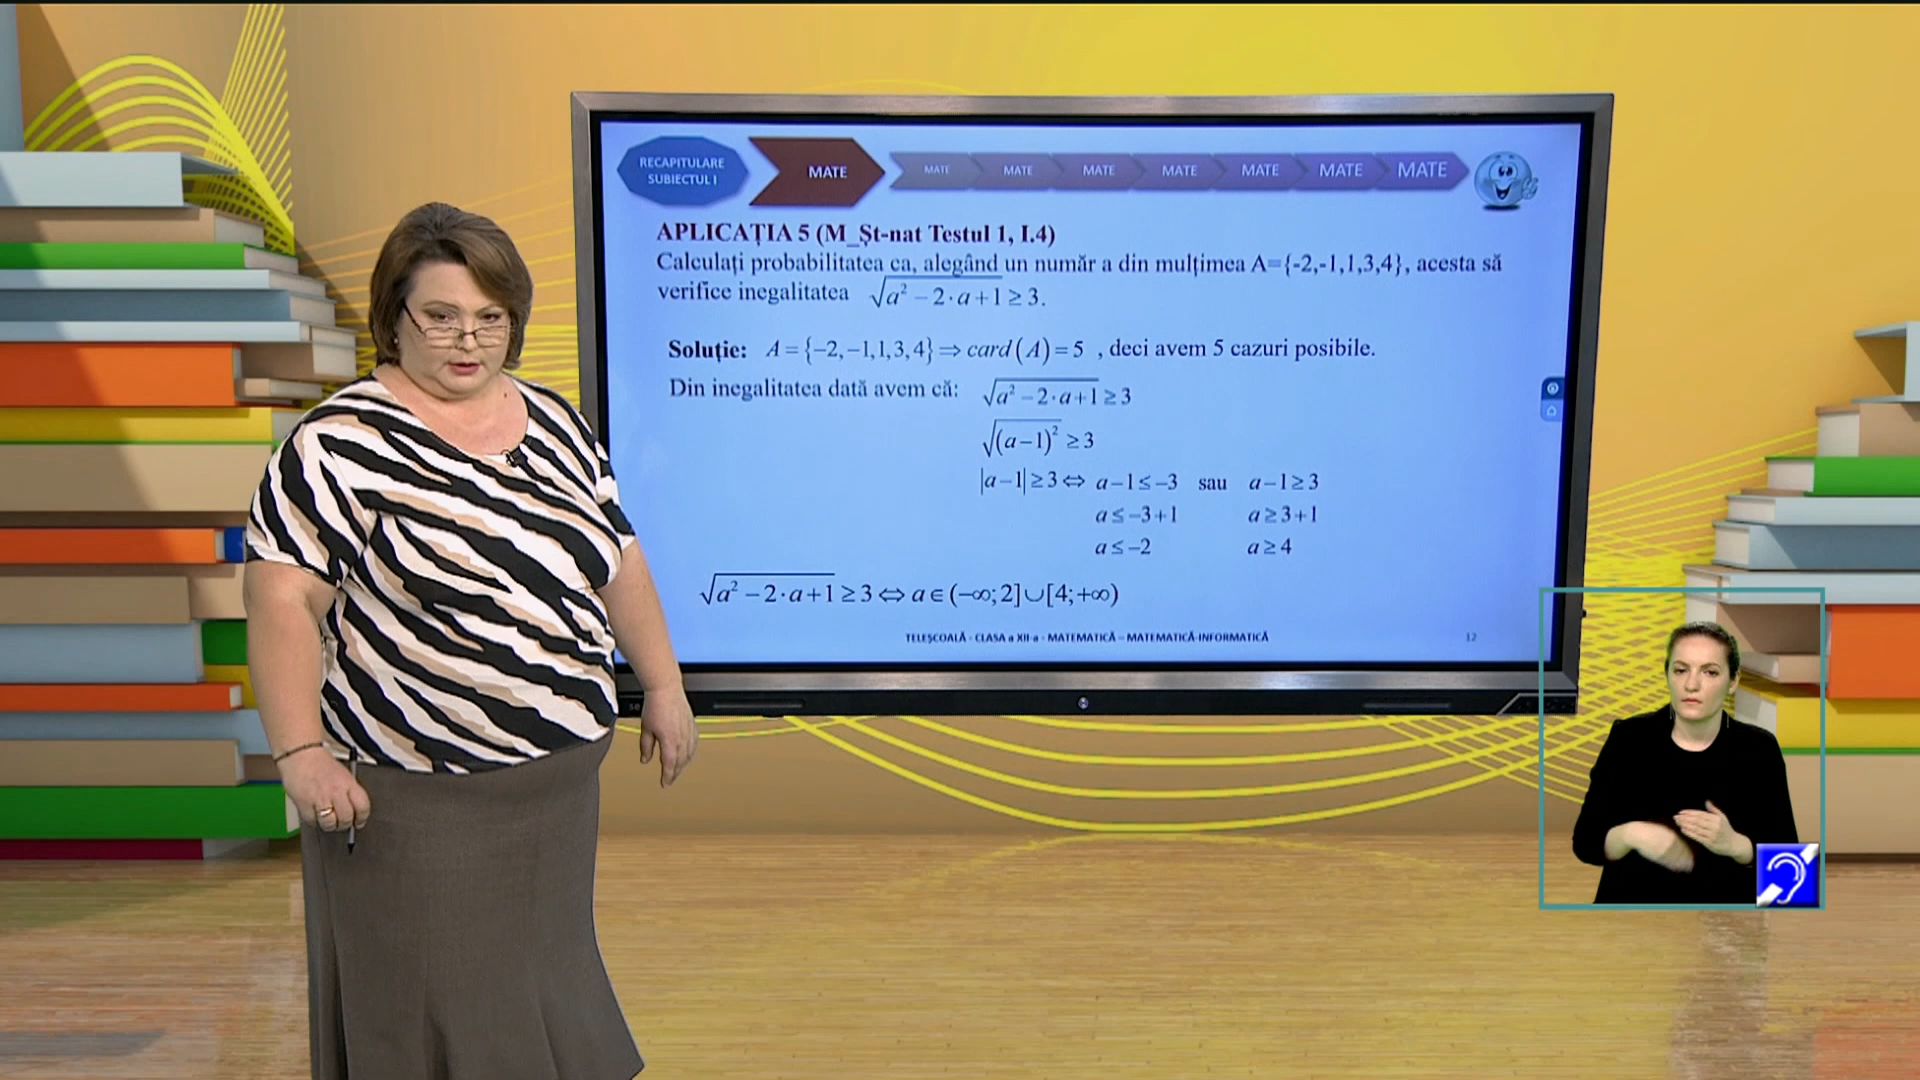 RECAPITULARE
SUBIECTUL I
MATE
MATE MATE MATE MATE MATE MATE MATE
APLICAȚIA 5 (M_Șt-nat Testul 1, I.4)
Calculați probabilitatea ca, alegând un număr a din mulțimea A={-2,-1,1,3,4}, acesta să
verifice inegalitatea √(a² − 2·a+1) ≥ 3.
Soluție: A={−2,−1,1,3,4} ⇒ card(A)=5 , deci avem 5 cazuri posibile.
Din inegalitatea dată avem că: √(a² − 2·a+1) ≥ 3
√((a−1)²) ≥ 3
|a−1| ≥ 3 ⇔ a−1 ≤ −3 sau a−1 ≥ 3
a ≤ −3+1 a ≥ 3+1
a ≤ −2 a ≥ 4
√(a² − 2·a+1) ≥ 3 ⇔ a ∈ (−∞;2]∪[4;+∞)
TELEȘCOALĂ - CLASA a XII-a - MATEMATICĂ – MATEMATICĂ-INFORMATICĂ 12